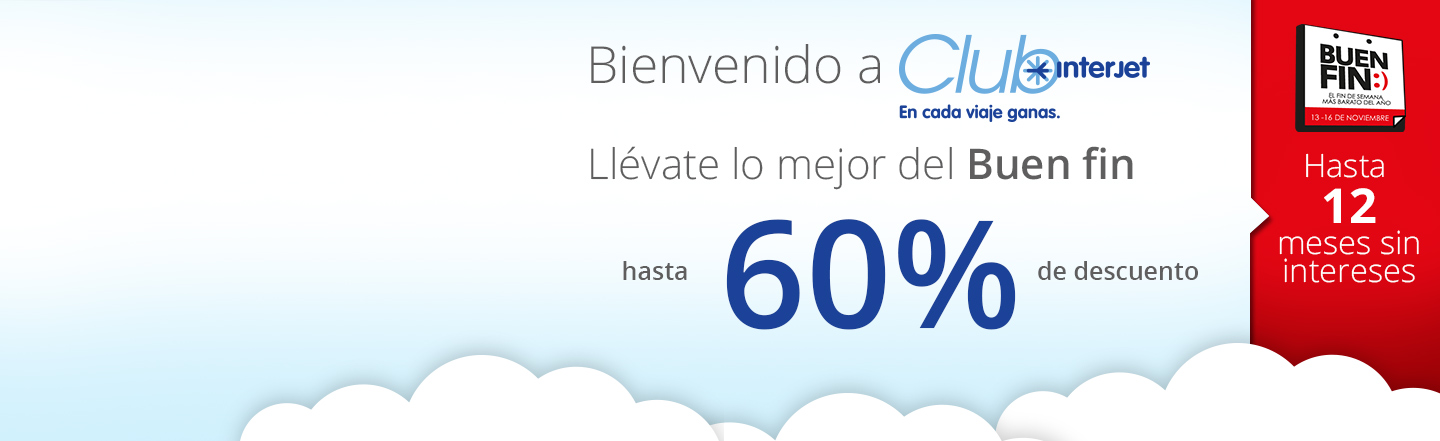 Bienvenido a Club interjet
En cada viaje ganas.
Llévate lo mejor del Buen fin
hasta 60% de descuento
BUEN
FIN:)
EL FIN DE SEMANA
MÁS BARATO DEL AÑO
13 -16 DE NOVIEMBRE
Hasta
12
meses sin
intereses